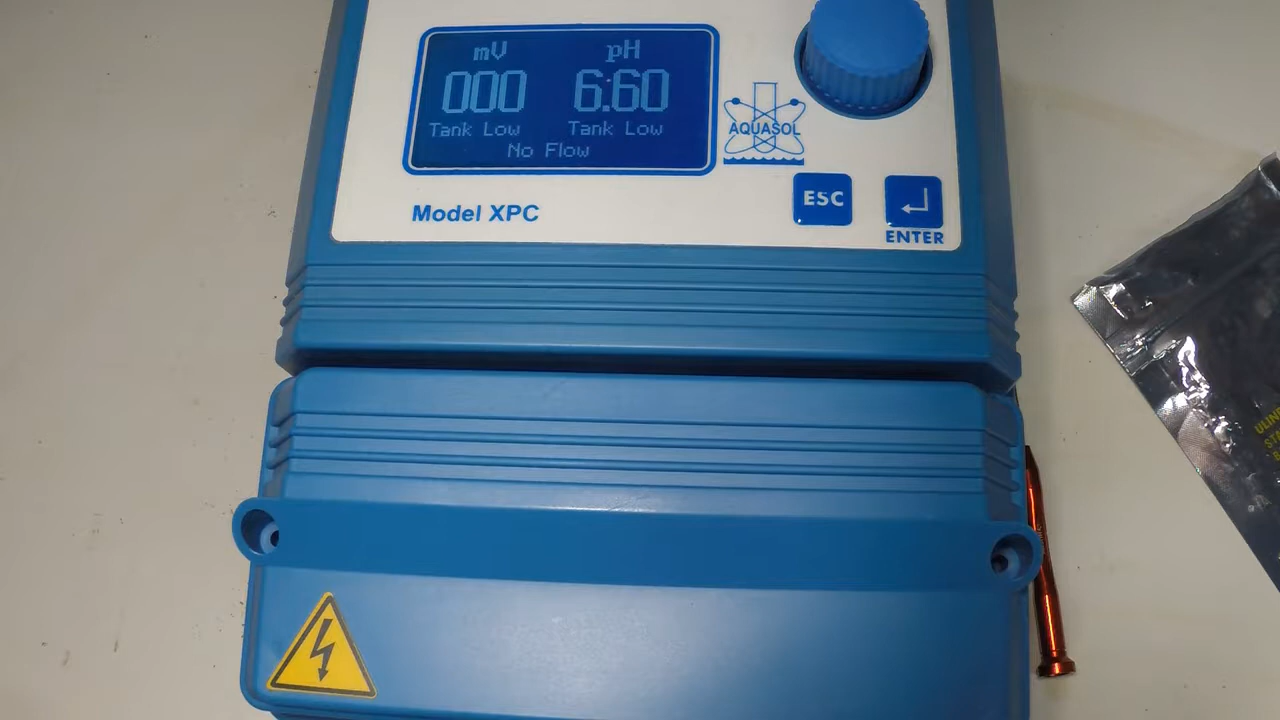 mV pH
000 6.60
Tank Low Tank Low
No Flow
AQUASOL
Model XPC
ESC
ENTER